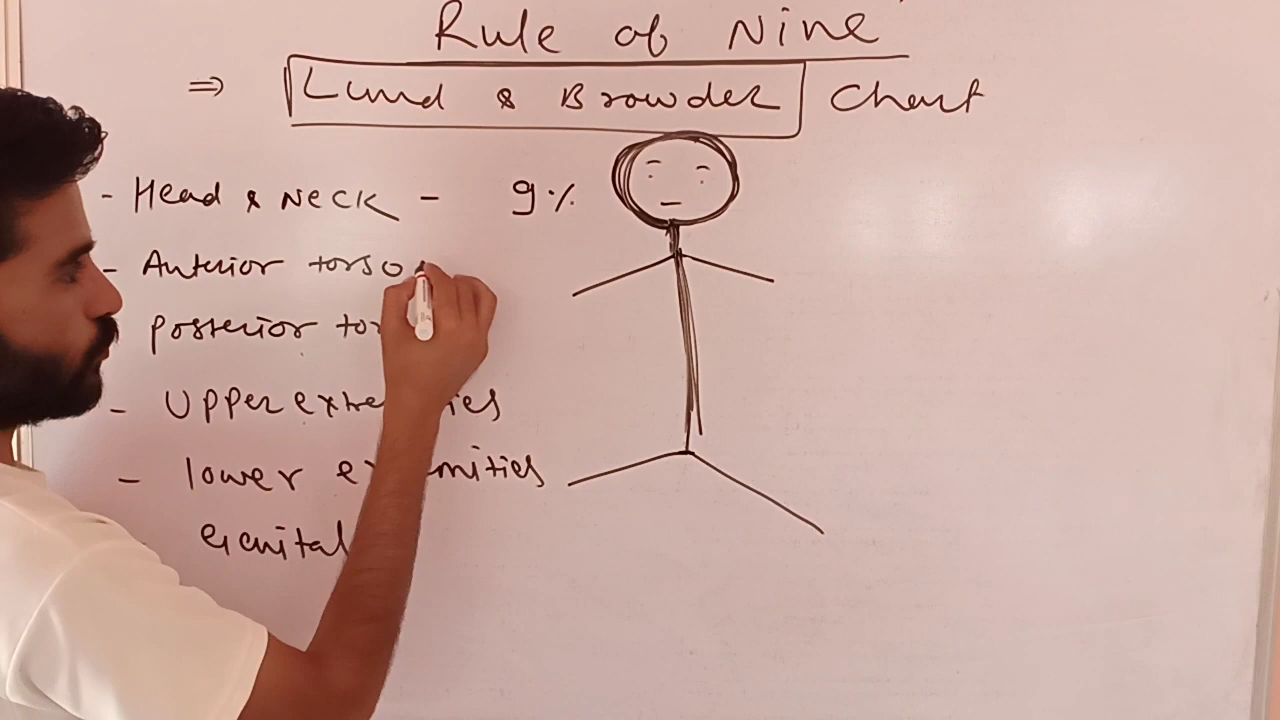 Rule of Nine
⇒ Lund & Browder Chart
- Head & NECK - 9%
- Anterior torso
posterior
- Upper
- lower
Genital